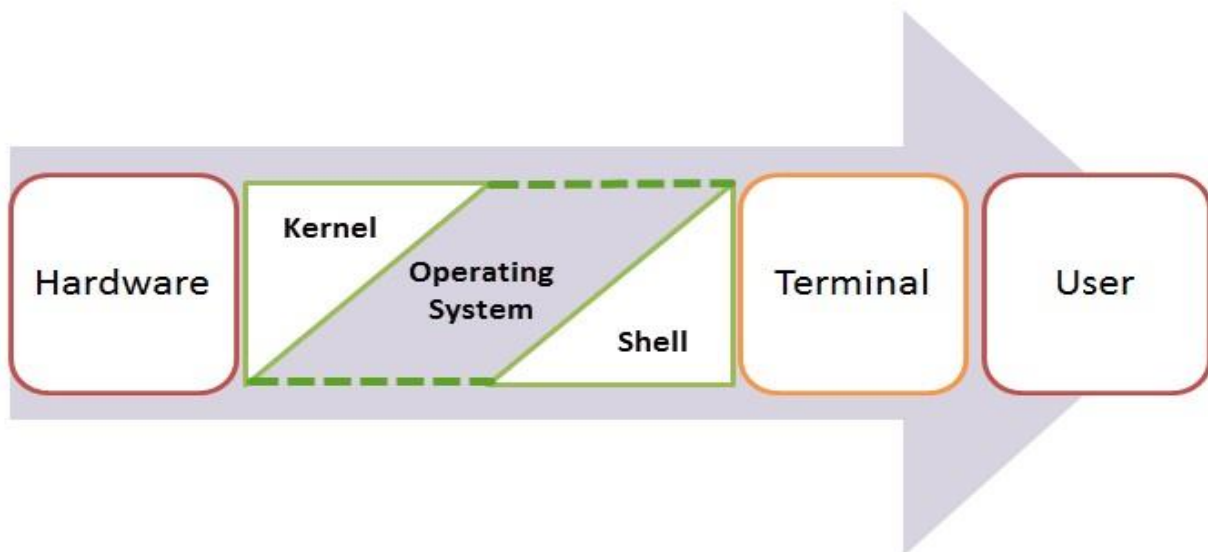 Hardware
Kernel
Operating
System
Shell
Terminal
User